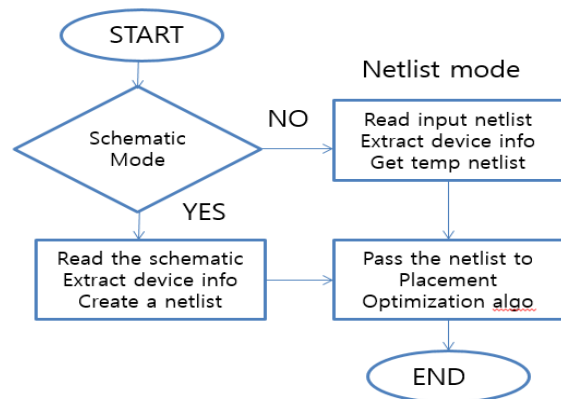 START
Netlist mode
Schematic
Mode
NO
Read input netlist
Extract device info
Get temp netlist
YES
Read the schematic
Extract device info
Create a netlist
Pass the netlist to
Placement
Optimization algo
END